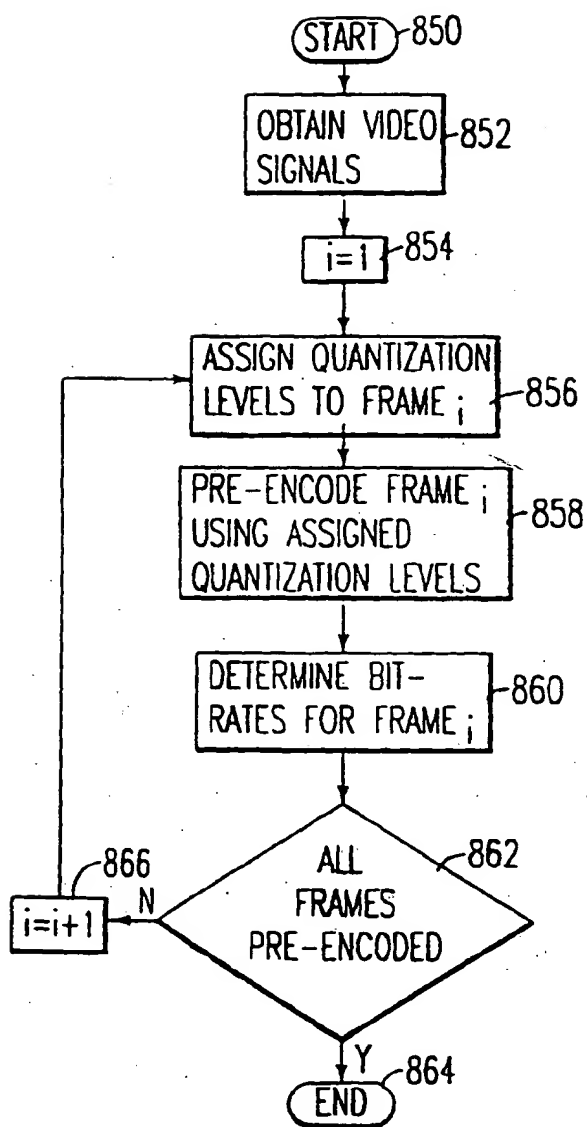 START 850
OBTAIN VIDEO
SIGNALS
852
i=1 854
ASSIGN QUANTIZATION
LEVELS TO FRAME i
856
PRE-ENCODE FRAME i
USING ASSIGNED
QUANTIZATION LEVELS
858
DETERMINE BIT-
RATES FOR FRAME i
860
ALL
FRAMES
PRE-ENCODED
862
N
866
i=i+1
Y
END 864